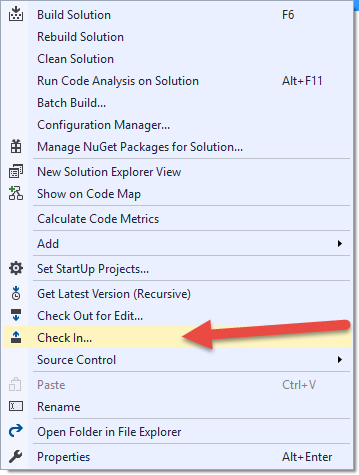 Build Solution F6
Rebuild Solution
Clean Solution
Run Code Analysis on Solution Alt+F11
Batch Build...
Configuration Manager...
Manage NuGet Packages for Solution...
New Solution Explorer View
Show on Code Map
Calculate Code Metrics
Add
Set StartUp Projects...
Get Latest Version (Recursive)
Check Out for Edit...
Check In...
Source Control
Paste Ctrl+V
Rename
Open Folder in File Explorer
Properties Alt+Enter